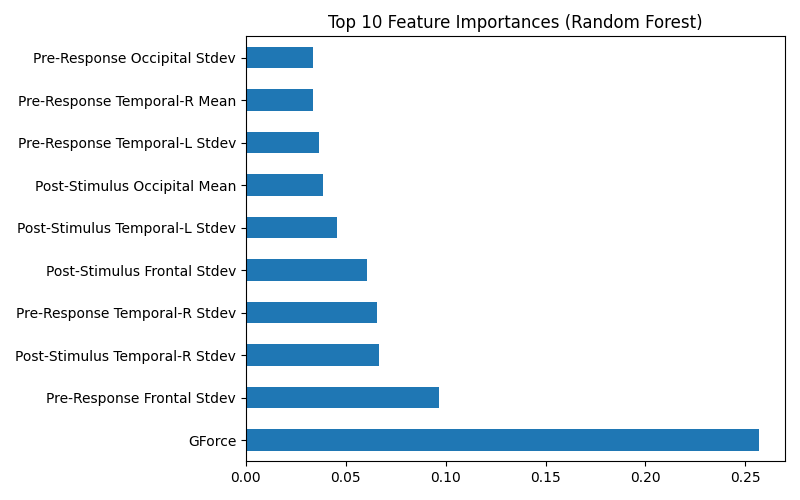 Top 10 Feature Importances (Random Forest)
Pre-Response Occipital Stdev
Pre-Response Temporal-R Mean
Pre-Response Temporal-L Stdev
Post-Stimulus Occipital Mean
Post-Stimulus Temporal-L Stdev
Post-Stimulus Frontal Stdev
Pre-Response Temporal-R Stdev
Post-Stimulus Temporal-R Stdev
Pre-Response Frontal Stdev
GForce
0.00 0.05 0.10 0.15 0.20 0.25